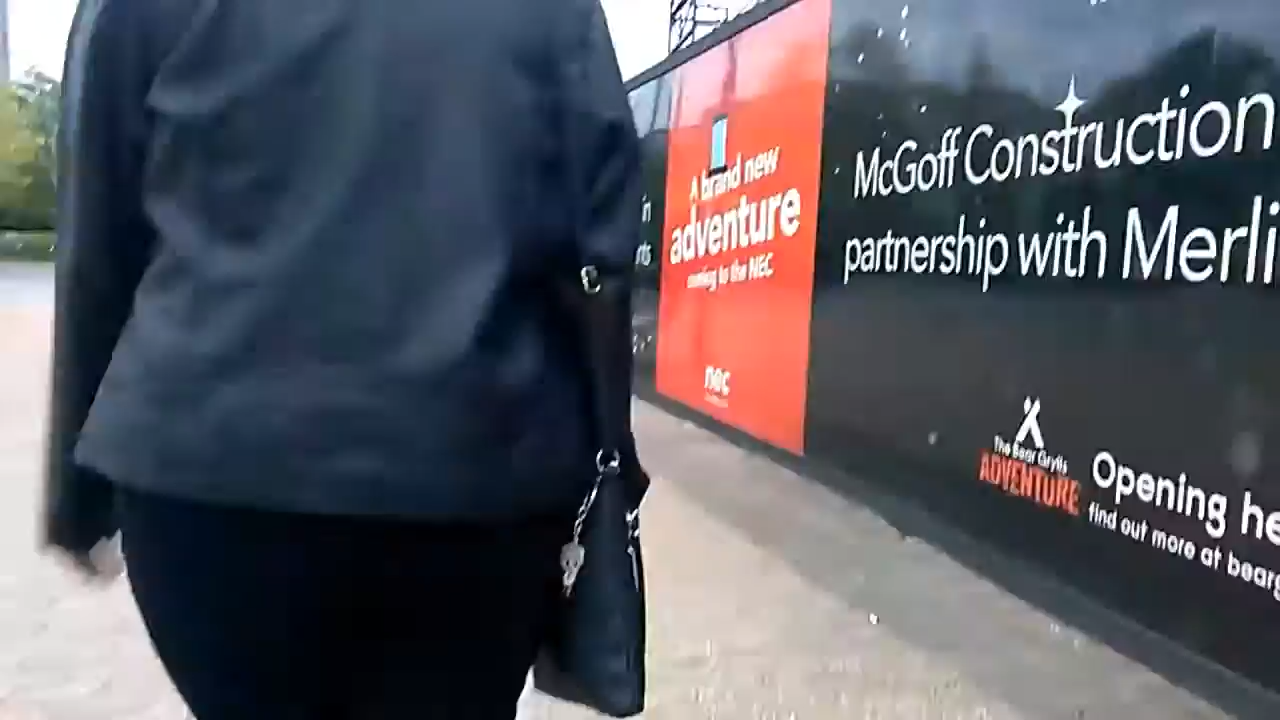 in
A brand new
adventure
coming to the NEC
nec
McGoff Construction
partnership with Merli
The Bear Grylls
ADVENTURE
Opening he
find out more at bearg